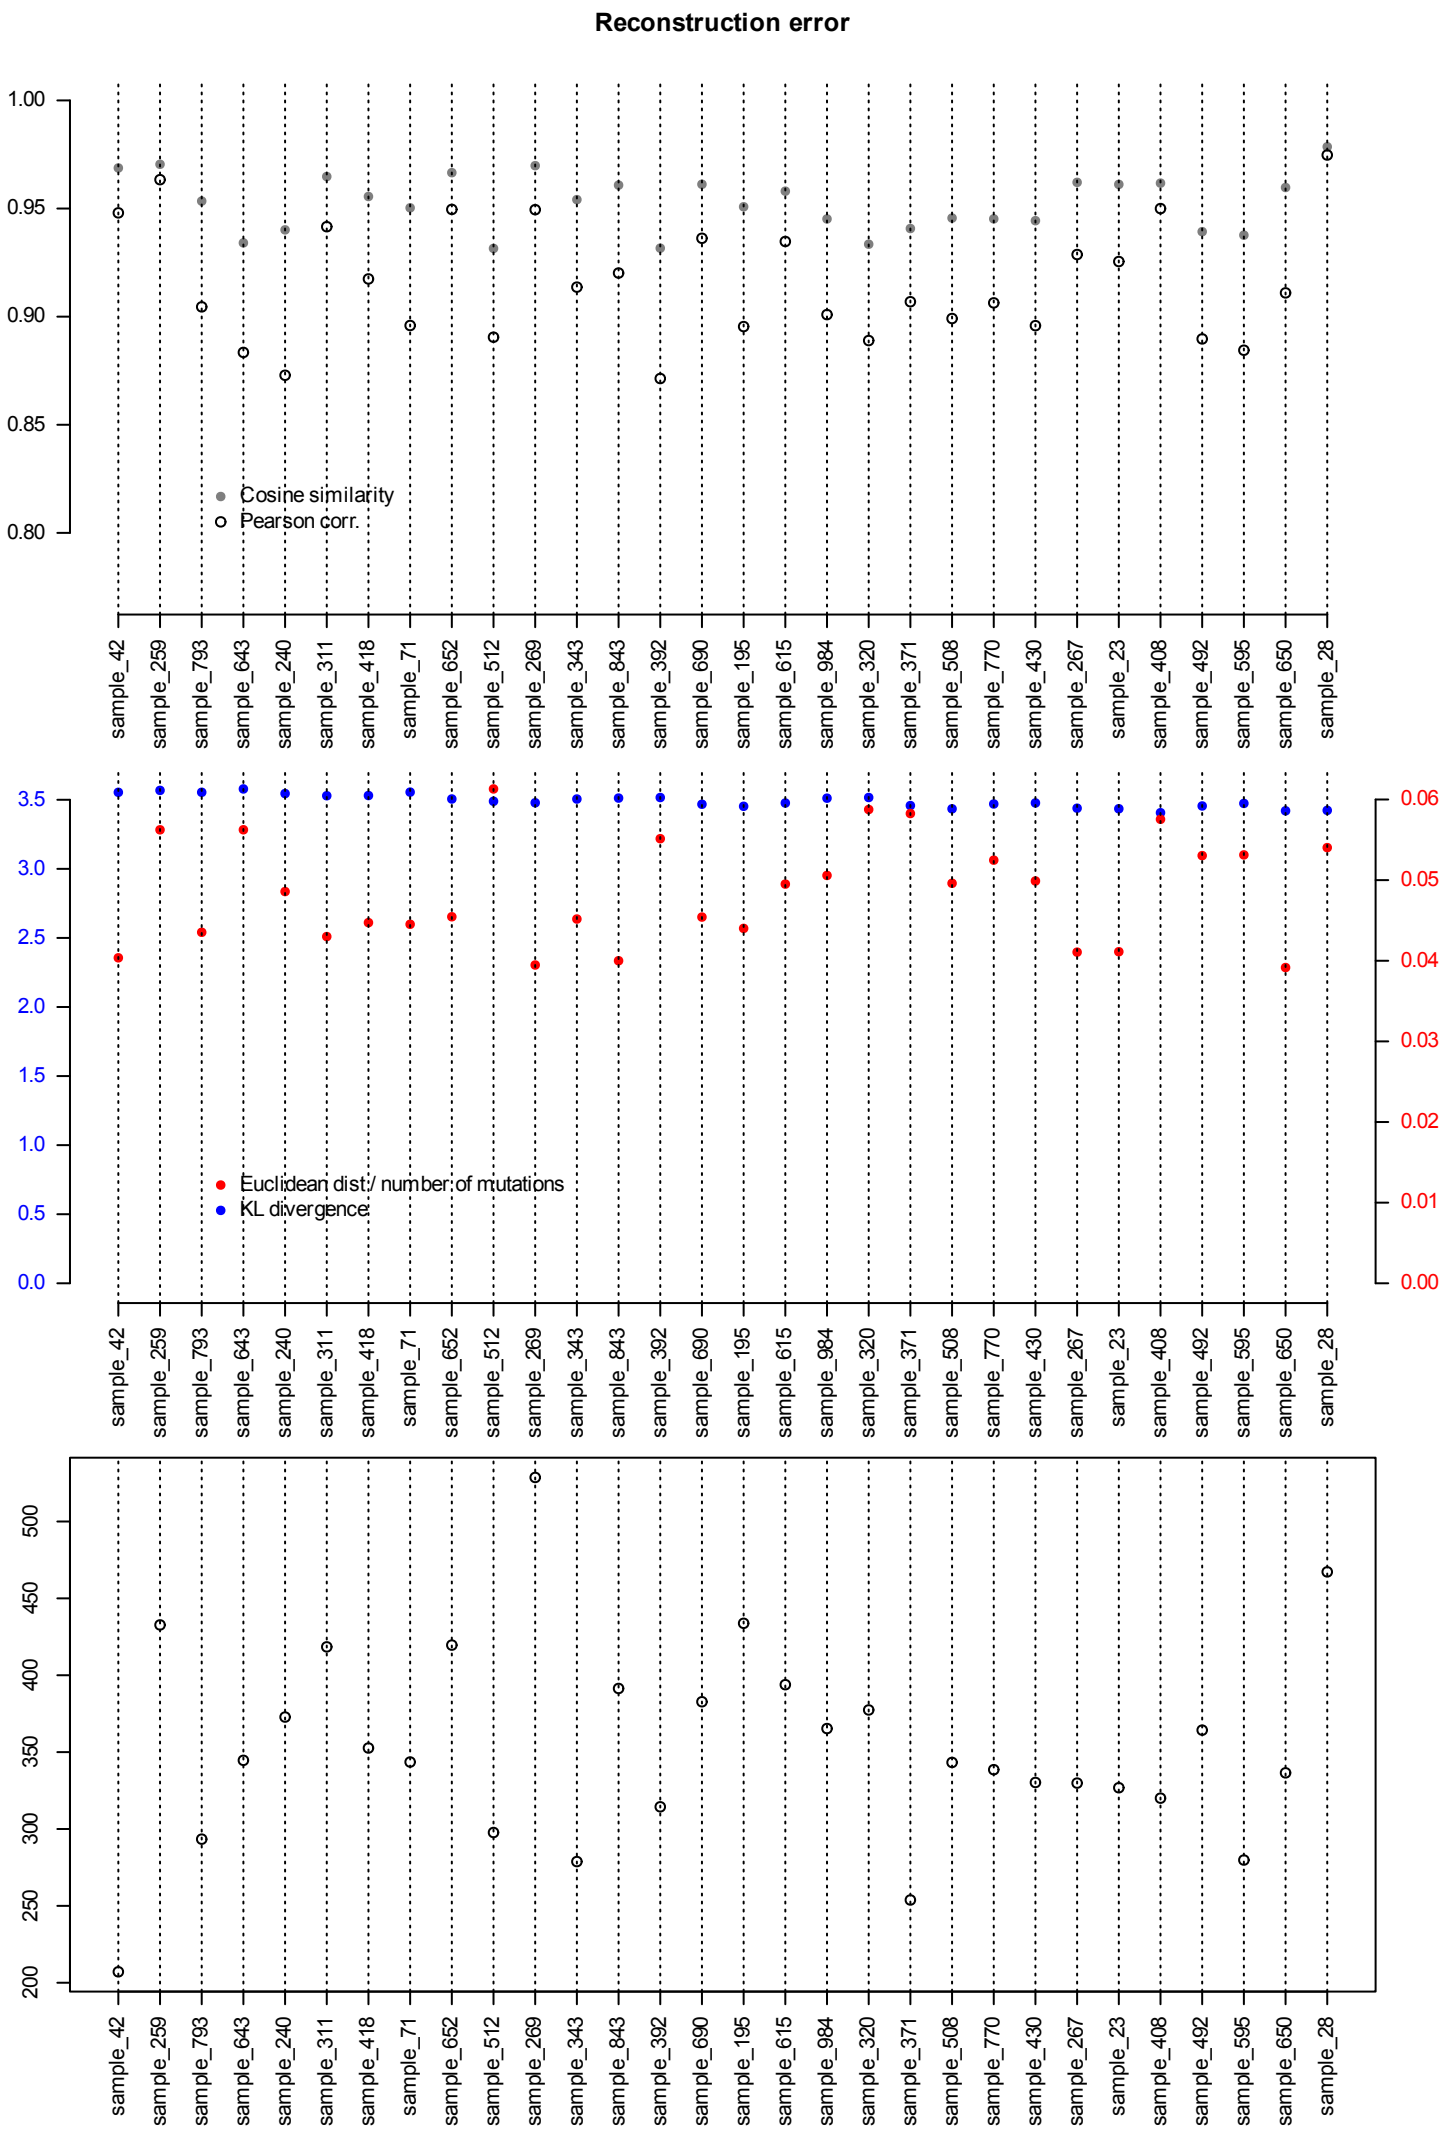 Reconstruction error
1.00
0.95
0.90
0.85
0.80
Cosine similarity
Pearson corr.
sample_42
sample_259
sample_793
sample_643
sample_240
sample_311
sample_418
sample_71
sample_652
sample_512
sample_269
sample_343
sample_843
sample_392
sample_690
sample_195
sample_615
sample_984
sample_320
sample_371
sample_508
sample_770
sample_430
sample_267
sample_23
sample_408
sample_492
sample_595
sample_650
sample_28
3.5
3.0
2.5
2.0
1.5
1.0
0.5
0.0
Euclidean dist./ number of mutations
KL divergence
0.06
0.05
0.04
0.03
0.02
0.01
0.00
sample_42
sample_259
sample_793
sample_643
sample_240
sample_311
sample_418
sample_71
sample_652
sample_512
sample_269
sample_343
sample_843
sample_392
sample_690
sample_195
sample_615
sample_984
sample_320
sample_371
sample_508
sample_770
sample_430
sample_267
sample_23
sample_408
sample_492
sample_595
sample_650
sample_28
500
450
400
350
300
250
200
sample_42
sample_259
sample_793
sample_643
sample_240
sample_311
sample_418
sample_71
sample_652
sample_512
sample_269
sample_343
sample_843
sample_392
sample_690
sample_195
sample_615
sample_984
sample_320
sample_371
sample_508
sample_770
sample_430
sample_267
sample_23
sample_408
sample_492
sample_595
sample_650
sample_28